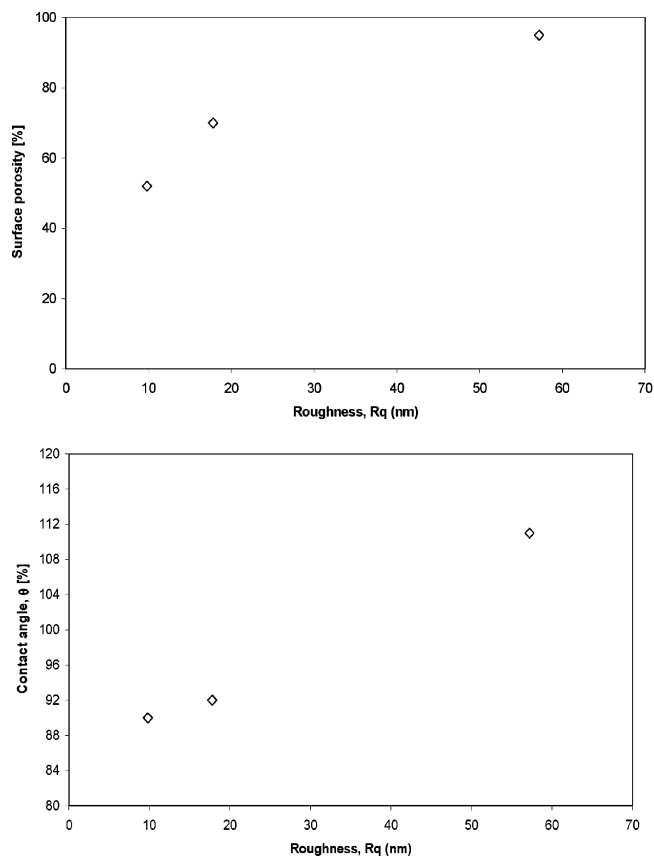 100
80
60
40
20
0
Surface porosity [%]
0 10 20 30 40 50 60 70
Roughness, Rq (nm)
120
116
112
108
104
100
96
92
88
84
80
Contact angle, θ [%]
0 10 20 30 40 50 60 70
Roughness, Rq (nm)